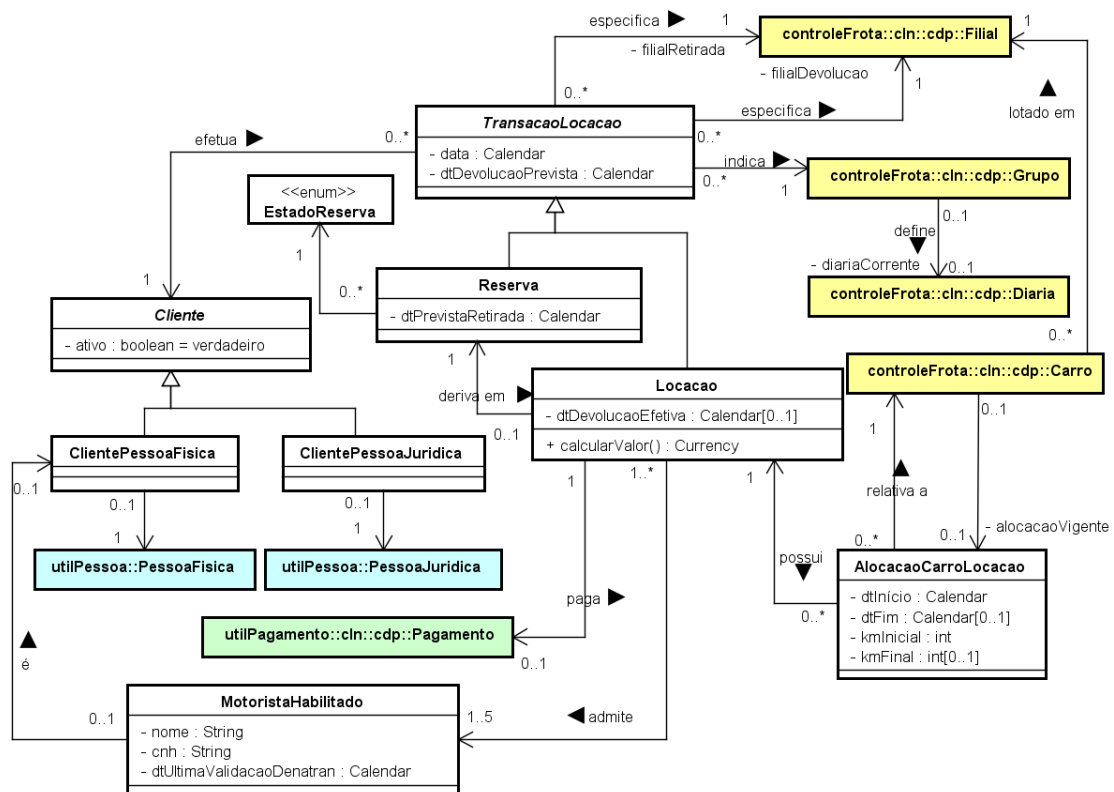 especifica
1
- filialRetirada
0..*
controleFrota::cln::cdp::Filial
1
- filialDevolucao
1
especifica
lotado em
efetua
0..*
TransacaoLocacao
- data : Calendar
- dtDevolucaoPrevista : Calendar
0..*
indica
0..*
1
controleFrota::cln::cdp::Grupo
0..1
define
- diariaCorrente
0..1
controleFrota::cln::cdp::Diaria
<<enum>>
EstadoReserva
1
0..*
Reserva
- dtPrevistaRetirada : Calendar
1
1
Cliente
- ativo : boolean = verdadeiro
deriva em
0..1
Locacao
- dtDevolucaoEfetiva : Calendar[0..1]
+ calcularValor() : Currency
0..*
controleFrota::cln::cdp::Carro
0..1
1
relativa a
0..*
- alocacaoVigente
0..1
ClientePessoaFisica
0..1
0..1
1
ClientePessoaJuridica
0..1
1
1
1..*
1
utilPessoa::PessoaFisica
utilPessoa::PessoaJuridica
possui
0..*
AlocacaoCarroLocacao
- dtInício : Calendar
- dtFim : Calendar[0..1]
- kmInicial : int
- kmFinal : int[0..1]
paga
utilPagamento::cln::cdp::Pagamento
0..1
é
0..1
MotoristaHabilitado
- nome : String
- cnh : String
- dtUltimaValidacaoDenatran : Calendar
1..5
admite